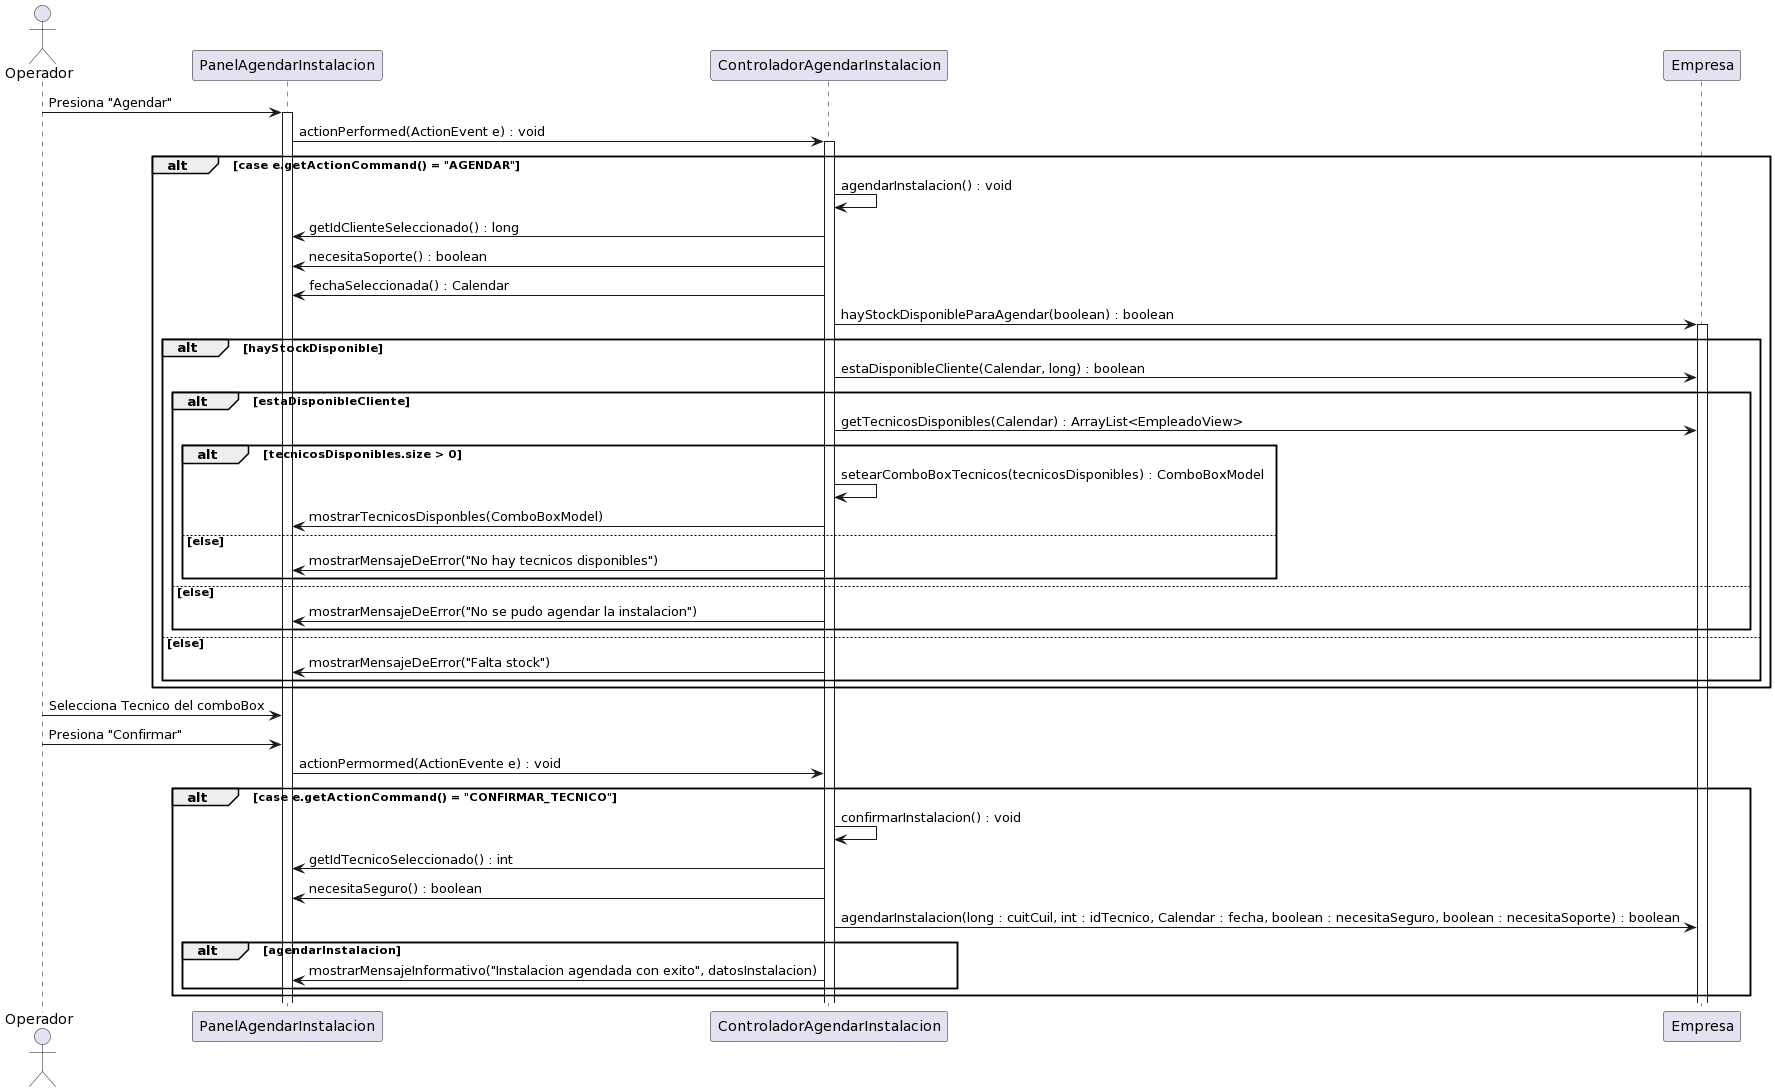 Operador
PanelAgendarInstalacion
ControladorAgendarInstalacion
Empresa
Presiona "Agendar"
actionPerformed(ActionEvent e) : void
alt [case e.getActionCommand() = "AGENDAR"]
agendarInstalacion() : void
getIdClienteSeleccionado() : long
necesitaSoporte() : boolean
fechaSeleccionada() : Calendar
hayStockDisponibleParaAgendar(boolean) : boolean
alt [hayStockDisponible]
estaDisponibleCliente(Calendar, long) : boolean
alt [estaDisponibleCliente]
getTecnicosDisponibles(Calendar) : ArrayList<EmpleadoView>
alt [tecnicosDisponibles.size > 0]
setearComboBoxTecnicos(tecnicosDisponibles) : ComboBoxModel
mostrarTecnicosDisponbles(ComboBoxModel)
[else]
mostrarMensajeDeError("No hay tecnicos disponibles")
[else]
mostrarMensajeDeError("No se pudo agendar la instalacion")
[else]
mostrarMensajeDeError("Falta stock")
Selecciona Tecnico del comboBox
Presiona "Confirmar"
actionPermormed(ActionEvente e) : void
alt [case e.getActionCommand() = "CONFIRMAR_TECNICO"]
confirmarInstalacion() : void
getIdTecnicoSeleccionado() : int
necesitaSeguro() : boolean
agendarInstalacion(long : cuitCuil, int : idTecnico, Calendar : fecha, boolean : necesitaSeguro, boolean : necesitaSoporte) : boolean
alt [agendarInstalacion]
mostrarMensajeInformativo("Instalacion agendada con exito", datosInstalacion)
Operador
PanelAgendarInstalacion
ControladorAgendarInstalacion
Empresa